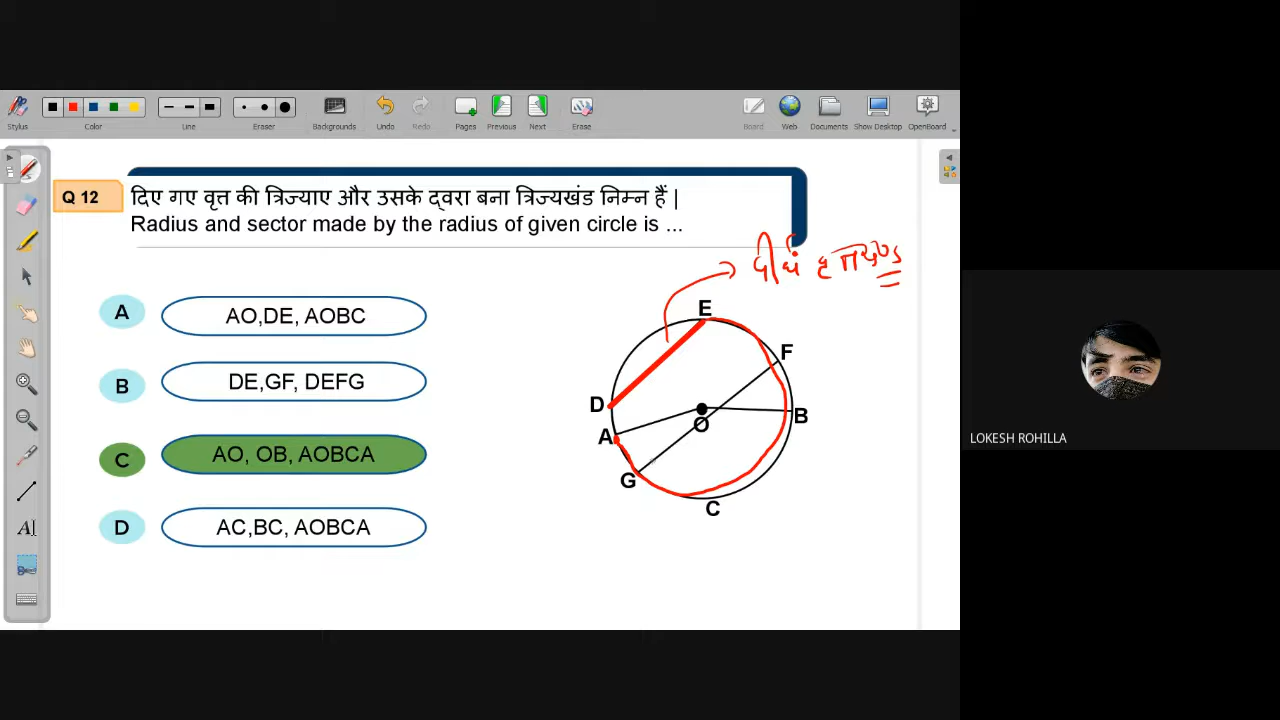 Stylus Color Line Eraser Backgrounds Undo Redo Pages Previous Next Erase Board Web Documents Show Desktop OpenBoard
Q 12
दिए गए वृत्त की त्रिज्याए और उसके द्वरा बना त्रिज्यखंड निम्न हैं |
Radius and sector made by the radius of given circle is ...
दीर्घ
A AO,DE, AOBC
B DE,GF, DEFG
C AO, OB, AOBCA
D AC,BC, AOBCA
E
F
D
B
O
A
G
C
LOKESH ROHILLA